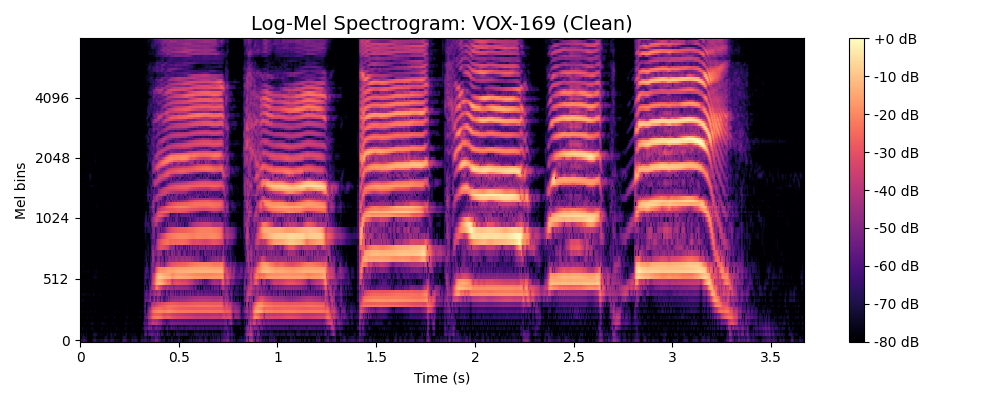 Log-Mel Spectrogram: VOX-169 (Clean)
Mel bins
4096
2048
1024
512
0
0
0.5
1
1.5
2
2.5
3
3.5
Time (s)
+0 dB
-10 dB
-20 dB
-30 dB
-40 dB
-50 dB
-60 dB
-70 dB
-80 dB